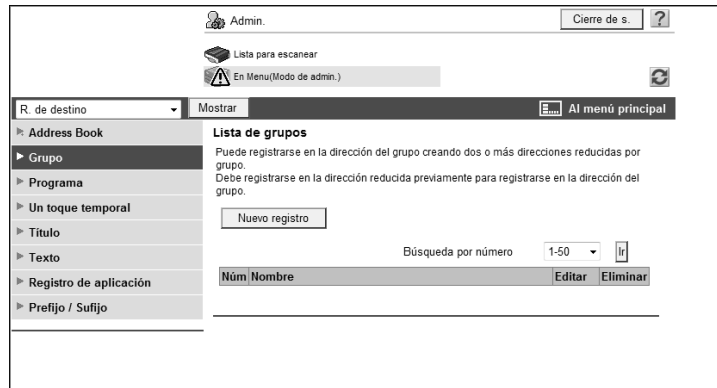 Admin.
Cierre de s.
?
Lista para escanear
En Menu(Modo de admin.)
R. de destino
Mostrar
Al menú principal
Address Book
Grupo
Programa
Un toque temporal
Título
Texto
Registro de aplicación
Prefijo / Sufijo
Lista de grupos
Puede registrarse en la dirección del grupo creando dos o más direcciones reducidas por
grupo.
Debe registrarse en la dirección reducida previamente para registrarse en la dirección del
grupo.
Nuevo registro
Búsqueda por número
1-50
Ir
Núm Nombre Editar Eliminar